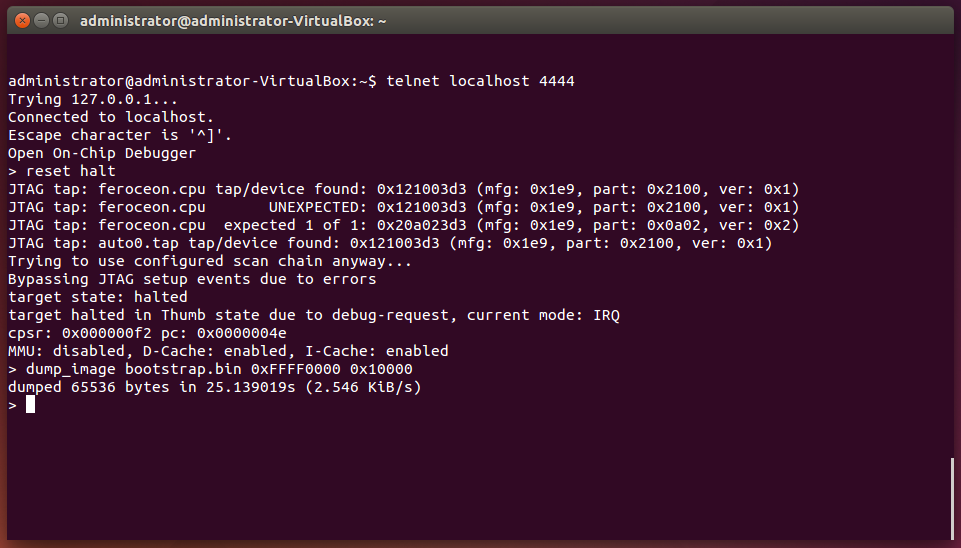 administrator@administrator-VirtualBox: ~
administrator@administrator-VirtualBox:~$ telnet localhost 4444
Trying 127.0.0.1...
Connected to localhost.
Escape character is '^]'.
Open On-Chip Debugger
> reset halt
JTAG tap: feroceon.cpu tap/device found: 0x121003d3 (mfg: 0x1e9, part: 0x2100, ver: 0x1)
JTAG tap: feroceon.cpu       UNEXPECTED: 0x121003d3 (mfg: 0x1e9, part: 0x2100, ver: 0x1)
JTAG tap: feroceon.cpu  expected 1 of 1: 0x20a023d3 (mfg: 0x1e9, part: 0x0a02, ver: 0x2)
JTAG tap: auto0.tap tap/device found: 0x121003d3 (mfg: 0x1e9, part: 0x2100, ver: 0x1)
Trying to use configured scan chain anyway...
Bypassing JTAG setup events due to errors
target state: halted
target halted in Thumb state due to debug-request, current mode: IRQ
cpsr: 0x000000f2 pc: 0x0000004e
MMU: disabled, D-Cache: enabled, I-Cache: enabled
> dump_image bootstrap.bin 0xFFFF0000 0x10000
dumped 65536 bytes in 25.139019s (2.546 KiB/s)
>